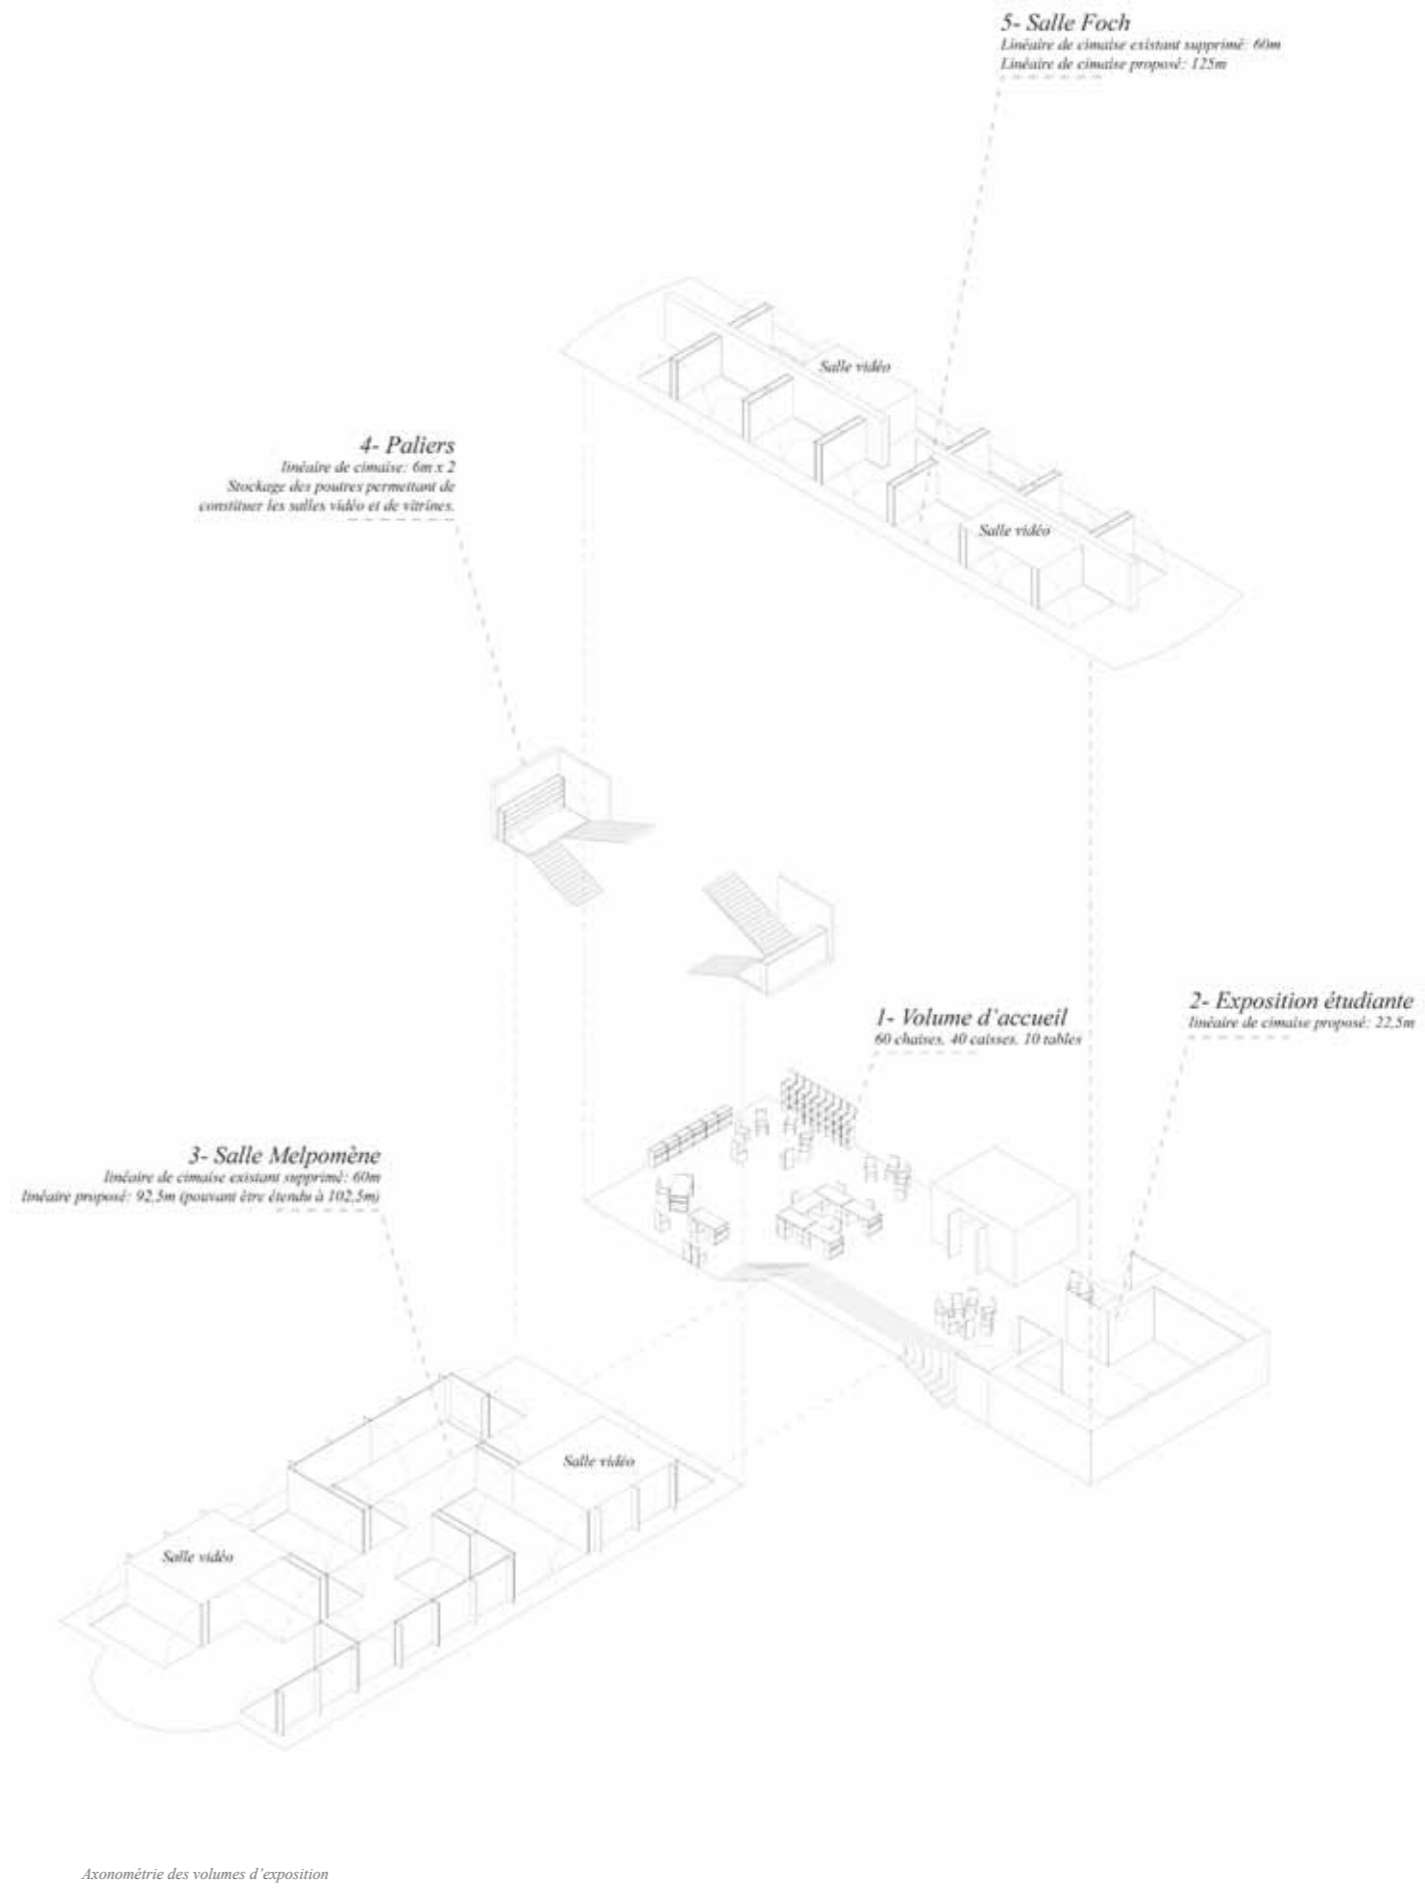 5- Salle Foch
Linéaire de cimaise existant supprimé: 60m
Linéaire de cimaise proposé: 125m
Salle vidéo
4- Paliers
linéaire de cimaise: 6m x 2
Stockage des poutres permettant de
constituer les salles vidéo et de vitrines.
Salle vidéo
2- Exposition étudiante
linéaire de cimaise proposé: 22,5m
1- Volume d'accueil
60 chaises, 40 caisses, 10 tables
3- Salle Melpomène
linéaire de cimaise existant supprimé: 60m
linéaire proposé: 92,5m (pouvant être étendu à 102,5m)
Salle vidéo
Salle vidéo
Axonométrie des volumes d'exposition